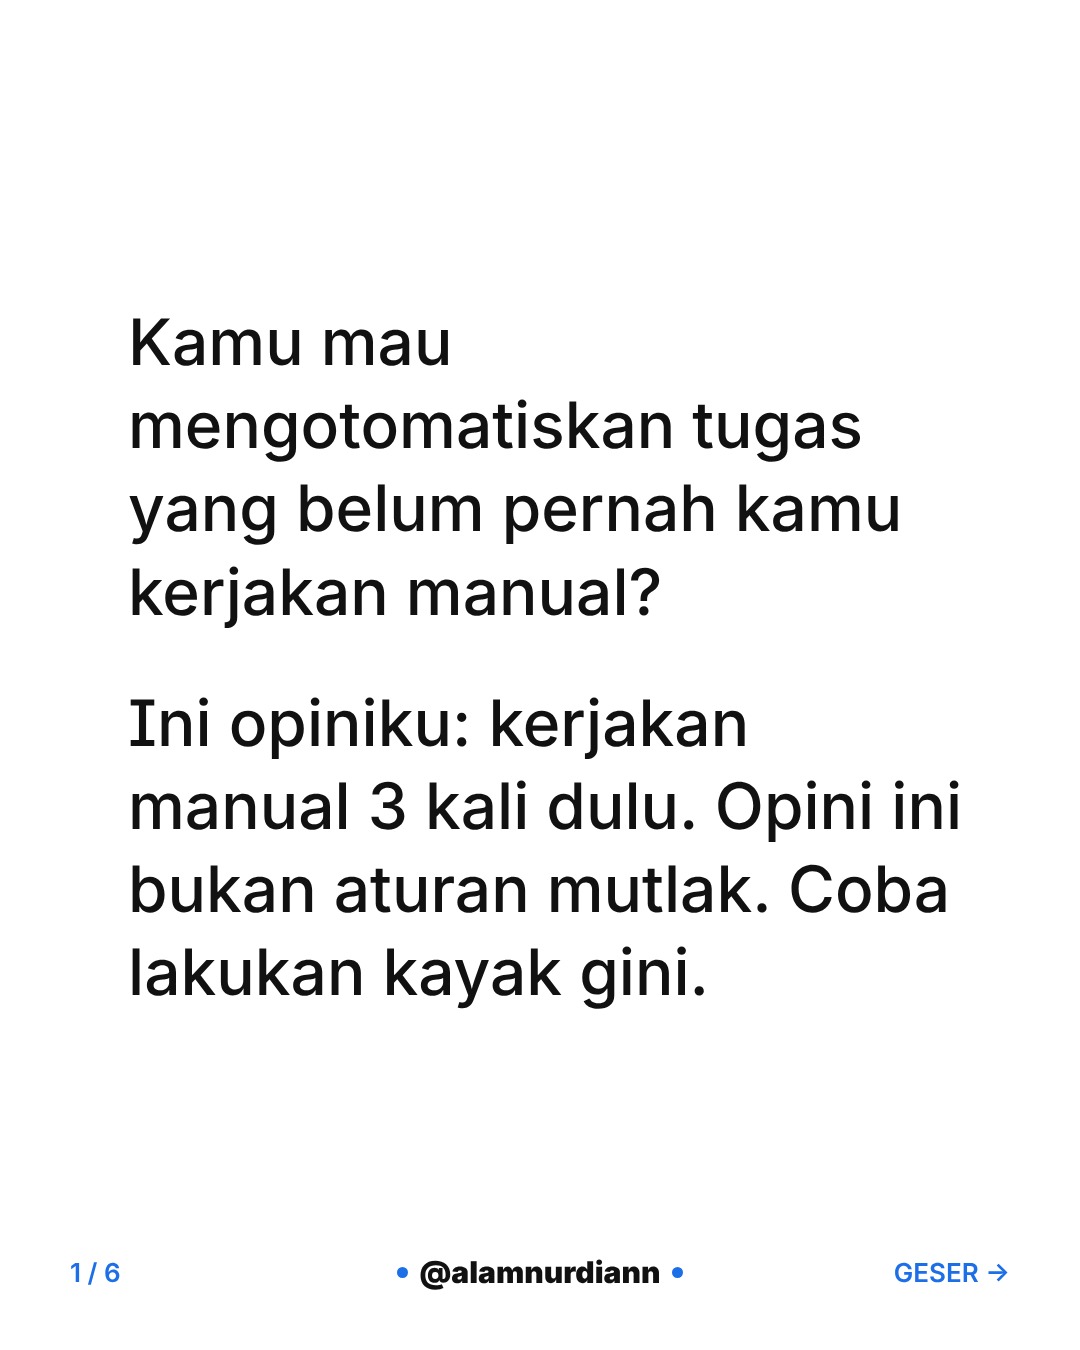 Kamu mau
mengotomatiskan tugas
yang belum pernah kamu
kerjakan manual?
Ini opiniku: kerjakan
manual 3 kali dulu. Opini ini
bukan aturan mutlak. Coba
lakukan kayak gini.
1 / 6
• @alamnurdiann •
GESER →